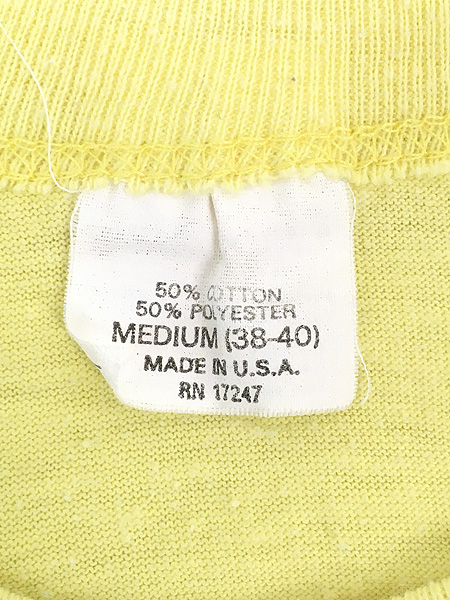 50% COTTON
50% POLYESTER
MEDIUM (38-40)
MADE IN U.S.A.
RN 17247